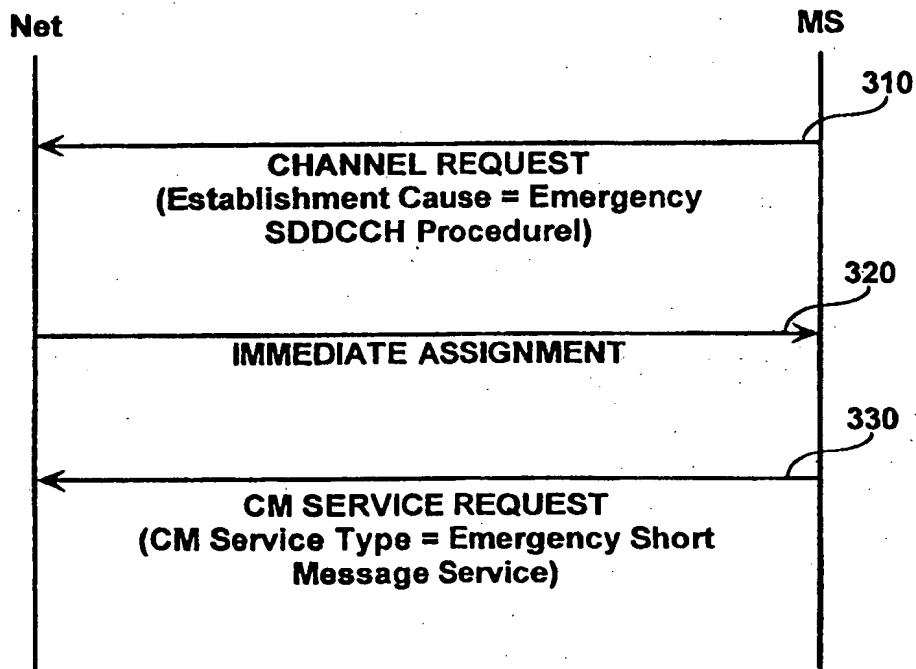 Net
MS
310
CHANNEL REQUEST
(Establishment Cause = Emergency
SDDCCH Procedurel)
320
IMMEDIATE ASSIGNMENT
330
CM SERVICE REQUEST
(CM Service Type = Emergency Short
Message Service)